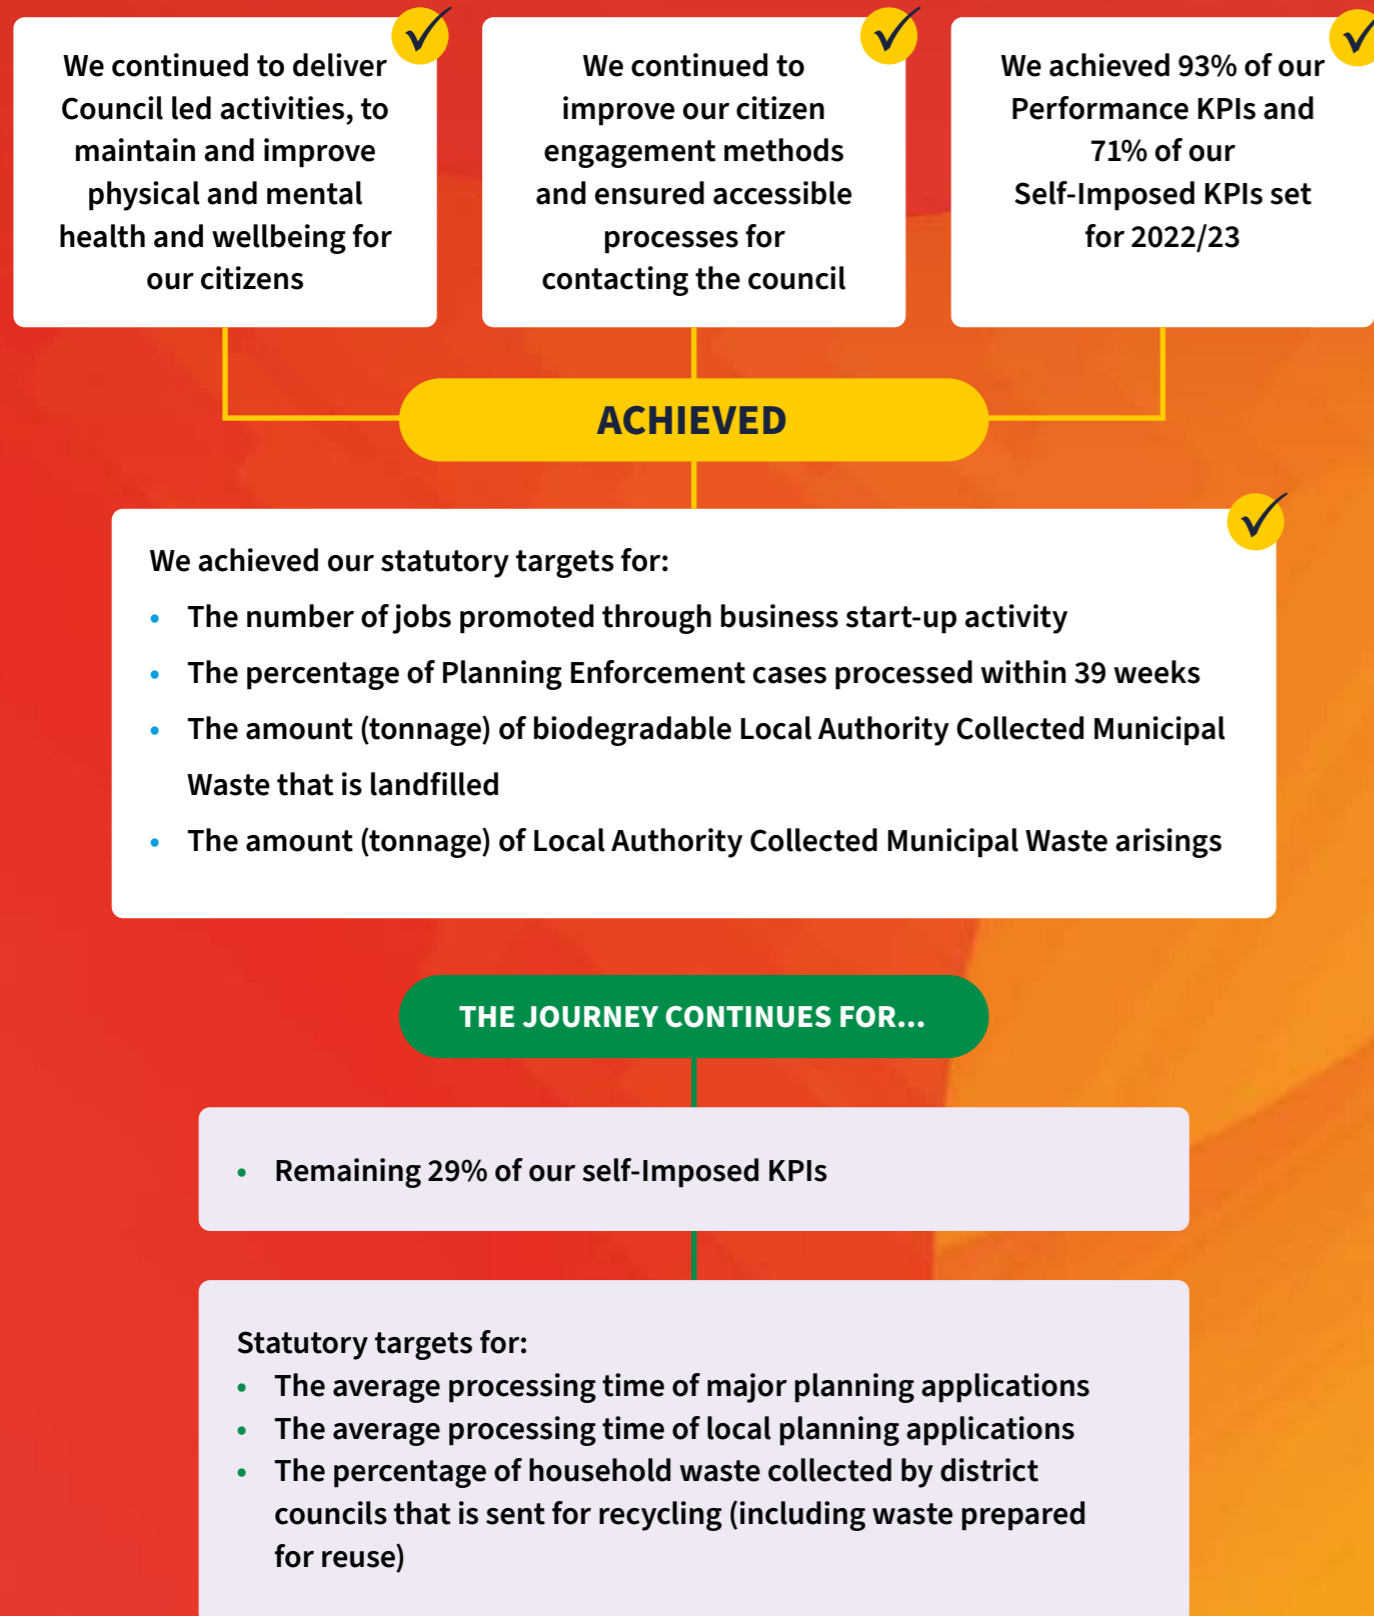 We continued to deliver
Council led activities, to
maintain and improve
physical and mental
health and wellbeing for
our citizens
We continued to
improve our citizen
engagement methods
and ensured accessible
processes for
contacting the council
We achieved 93% of our
Performance KPIs and
71% of our
Self-Imposed KPIs set
for 2022/23
ACHIEVED
We achieved our statutory targets for:
• The number of jobs promoted through business start-up activity
• The percentage of Planning Enforcement cases processed within 39 weeks
• The amount (tonnage) of biodegradable Local Authority Collected Municipal
Waste that is landfilled
• The amount (tonnage) of Local Authority Collected Municipal Waste arisings
THE JOURNEY CONTINUES FOR...
• Remaining 29% of our self-Imposed KPIs
Statutory targets for:
• The average processing time of major planning applications
• The average processing time of local planning applications
• The percentage of household waste collected by district
councils that is sent for recycling (including waste prepared
for reuse)